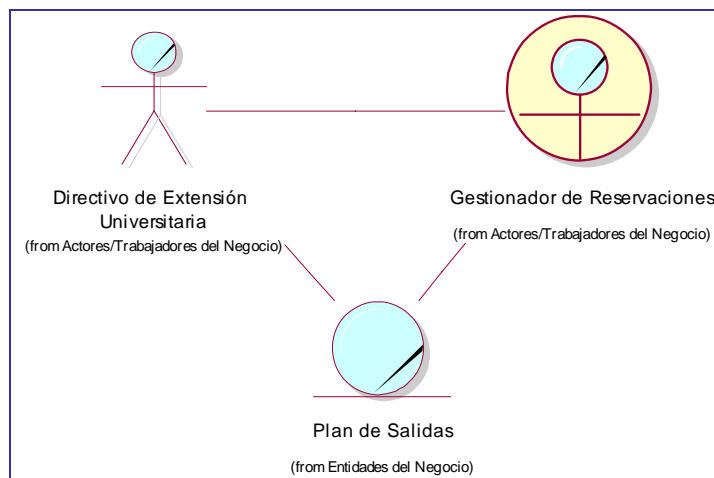 Directivo de Extensión
Universitaria
(from Actores/Trabajadores del Negocio)
Gestionador de Reservaciones
(from Actores/Trabajadores del Negocio)
Plan de Salidas
(from Entidades del Negocio)